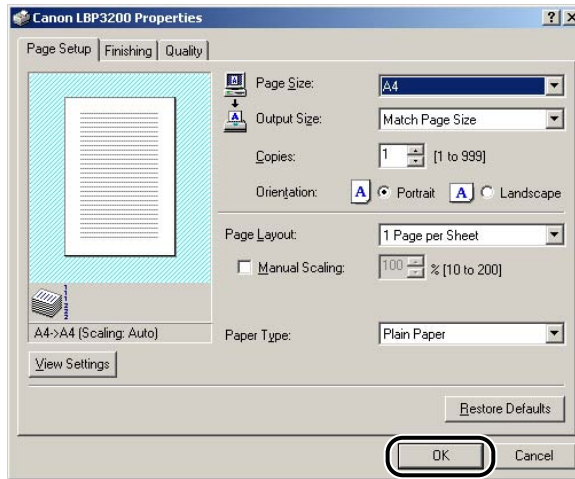 Canon LBP3200 Properties
Page Setup Finishing Quality
Page Size: A4
Output Size: Match Page Size
Copies: 1 [1 to 999]
Orientation: A Portrait A Landscape
Page Layout: 1 Page per Sheet
Manual Scaling: 100 % [10 to 200]
A4->A4 (Scaling: Auto)
Paper Type: Plain Paper
View Settings
Restore Defaults
OK Cancel